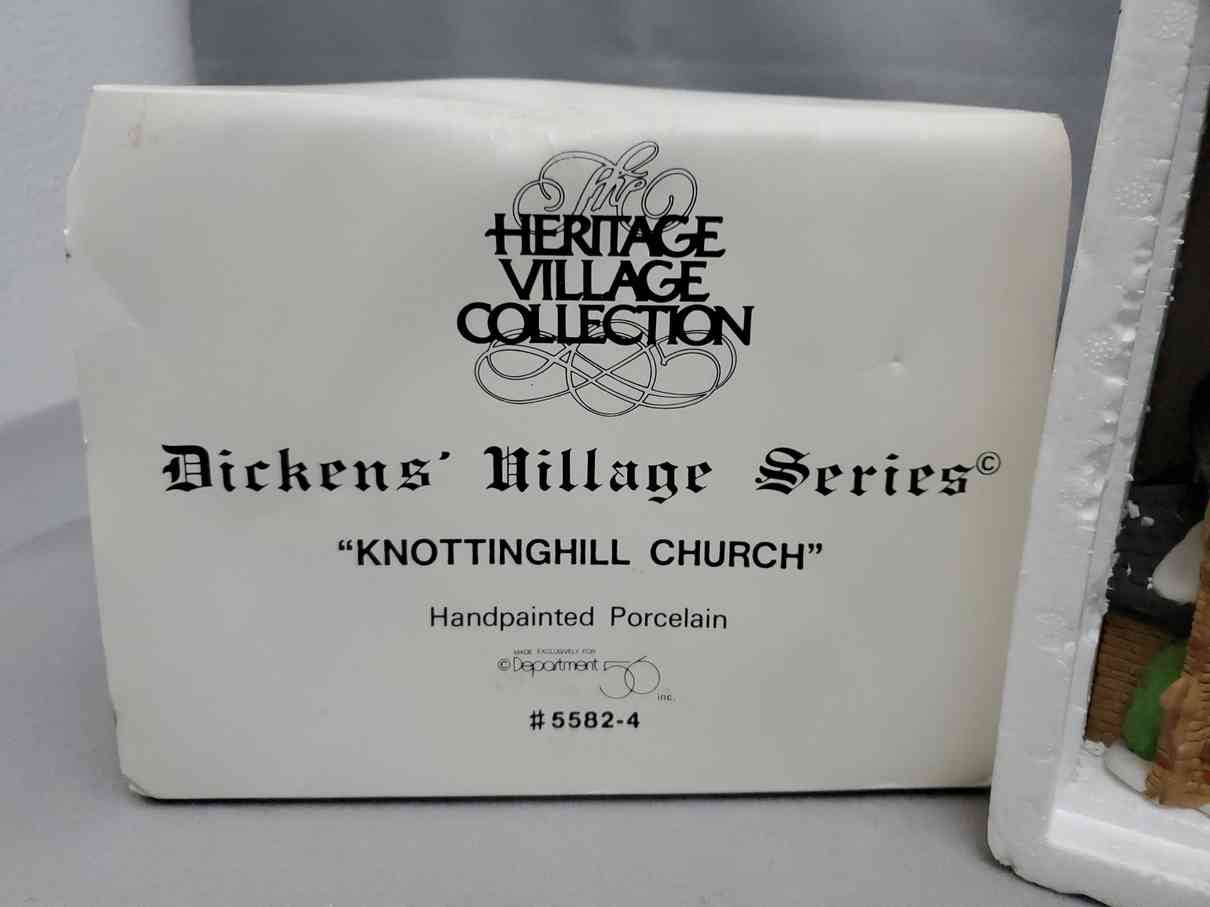 The
HERITAGE
VILLAGE
COLLECTION
Dickens' Village Series©
“KNOTTINGHILL CHURCH”
Handpainted Porcelain
MADE EXCLUSIVELY FOR
©Department 56 inc.
#5582-4